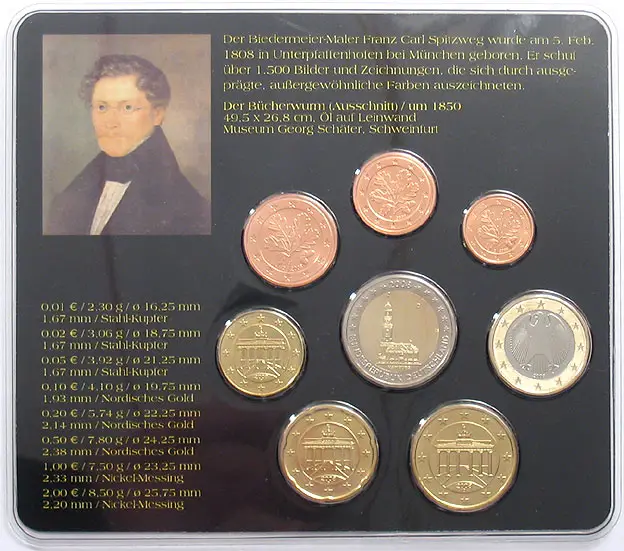 Der Biedermeier-Maler Franz Carl Spitzweg wurde am 5. Feb.
1808 in Unterpfaffenhofen bei München geboren. Er schuf
über 1.500 Bilder und Zeichnungen, die sich durch ausge-
prägte, außergewöhnliche Farben auszeichneten.
Der Bücherwurm (Ausschnitt) / um 1850
49,5 x 26,8 cm, Öl auf Leinwand
Museum Georg Schäfer, Schweinfurt
0,01 € / 2,30 g / ø 16,25 mm
1,67 mm / Stahl-Kupfer
0,02 € / 3,06 g / ø 18,75 mm
1,67 mm / Stahl-Kupfer
0,05 € / 3,92 g / ø 21,25 mm
1,67 mm / Stahl-Kupfer
0,10 € / 4,10 g / ø 19,75 mm
1,93 mm / Nordisches Gold
0,20 € / 5,74 g / ø 22,25 mm
2,14 mm / Nordisches Gold
0,50 € / 7,80 g / ø 24,25 mm
2,38 mm / Nordisches Gold
1,00 € / 7,50 g / ø 23,25 mm
2,33 mm / Nickel-Messing
2,00 € / 8,50 g / ø 25,75 mm
2,20 mm / Nickel-Messing
2008
BUNDESREPUBLIK DEUTSCHLAND